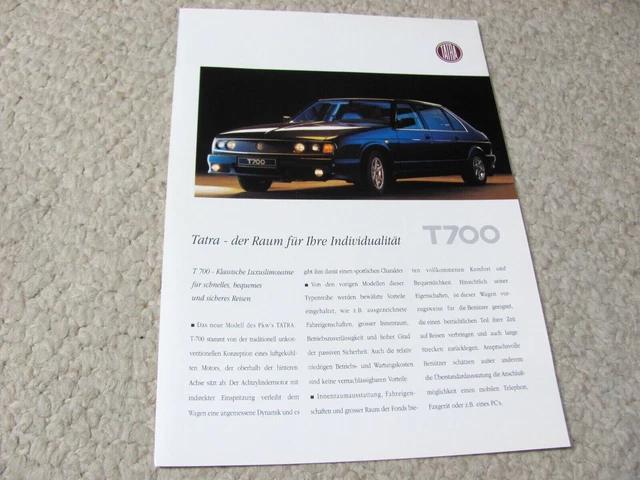 TATRA
T700
Tatra - der Raum für Ihre Individualität
T700
T 700 - Klassische Luxuslimousine
für schnelles, bequemes
und sicheres Reisen
■ Das neue Modell des Pkw's TATRA
T-700 stammt von der traditionell unkon-
ventionellen Konzeption eines luftgekühl-
ten Motors, der oberhalb der hinteren
Achse sitzt ab. Der Achtzylindermotor mit
indirekter Einspritzung verleiht dem
Wagen eine angemessene Dynamik und es
gibt ihm damit einen sportlichen Charakter.
■ Von den vorigen Modellen dieser
Typenreihe werden bewährte Vorteile
eingehalten, wie z.B. ausgezeichnete
Fahreigenschaften, grosser Innenraum,
Betriebszuverlässigkeit und hoher Grad
der passiven Sicherheit. Auch die relativ
niedrigen Betriebs- und Wartungskosten
sind keine vernachlässigbaren Vorteile.
■ Innenraumausstattung, Fahreigen-
schaften und grosser Raum der Fonds bie-
ten vollkommenen Komfort und
Bequemlichkeit. Hinsichtlich seiner
Eigenschaften, ist dieser Wagen vor-
zugsweise für die Benützer geeignet,
die einen beträchtlichen Teil ihrer Zeit
auf Reisen verbringen und auch lange
Strecken zurücklegen. Anspruchsvolle
Benützer schätzen außer anderem
die Überstandardausstattung die Anschluß-
möglichkeit einen mobilen Telephon,
Faxgerät oder z.B. eines PC's.